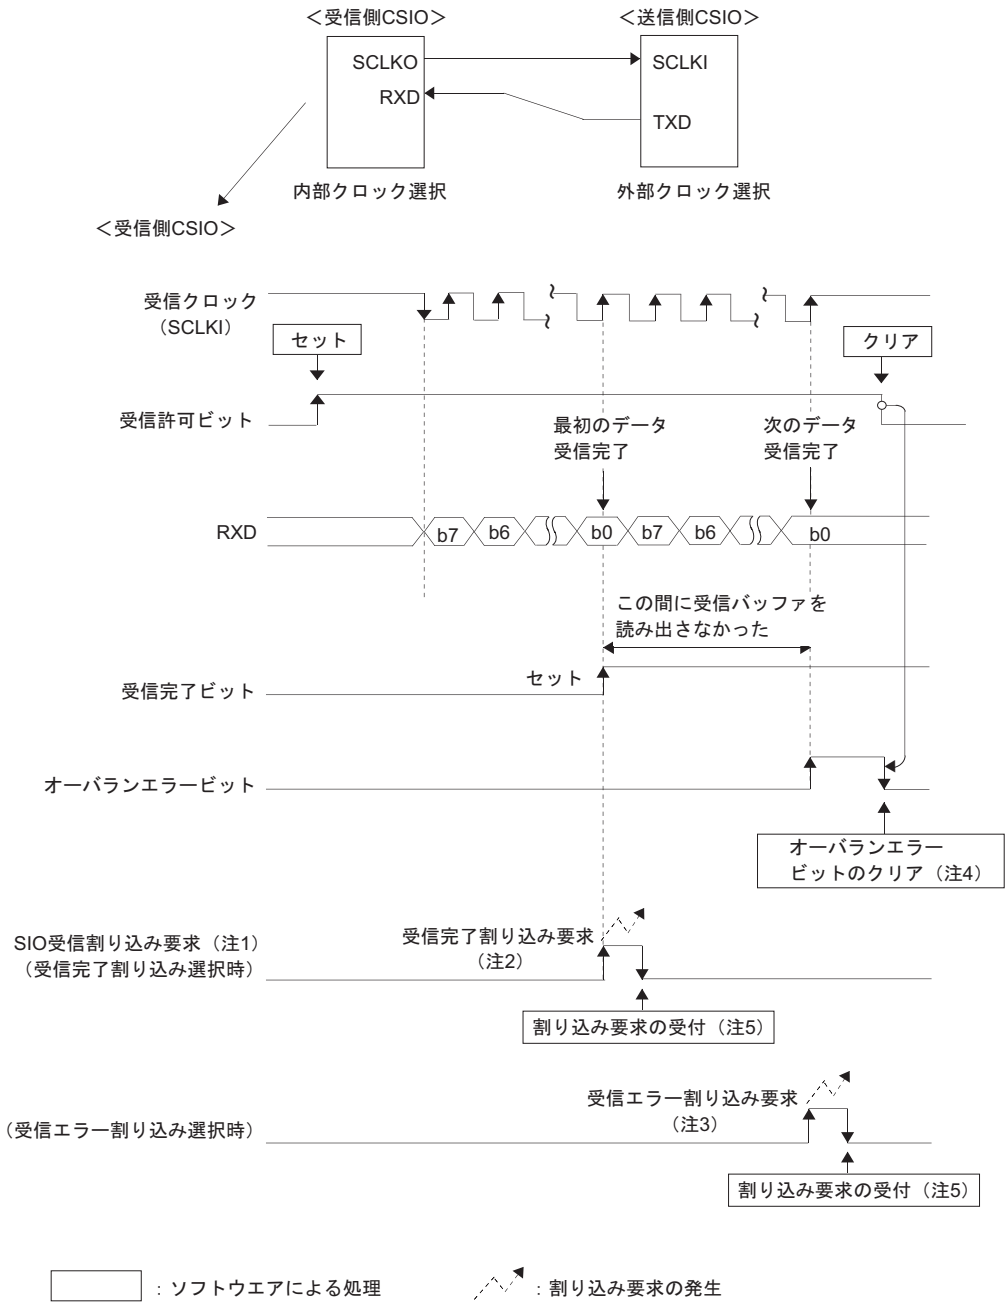 ＜受信側CSIO＞
＜送信側CSIO＞
SCLKO
SCLKI
RXD
TXD
内部クロック選択
外部クロック選択
＜受信側CSIO＞
受信クロック
（SCLKI）
セット
クリア
受信許可ビット
最初のデータ
受信完了
次のデータ
受信完了
RXD
b7
b6
b0
b7
b6
b0
この間に受信バッファを
読み出さなかった
セット
受信完了ビット
オーバランエラービット
オーバランエラー
ビットのクリア（注4）
SIO受信割り込み要求（注1）
（受信完了割り込み選択時）
受信完了割り込み要求
（注2）
割り込み要求の受付（注5）
受信エラー割り込み要求
（注3）
（受信エラー割り込み選択時）
割り込み要求の受付（注5）
：ソフトウエアによる処理
：割り込み要求の発生